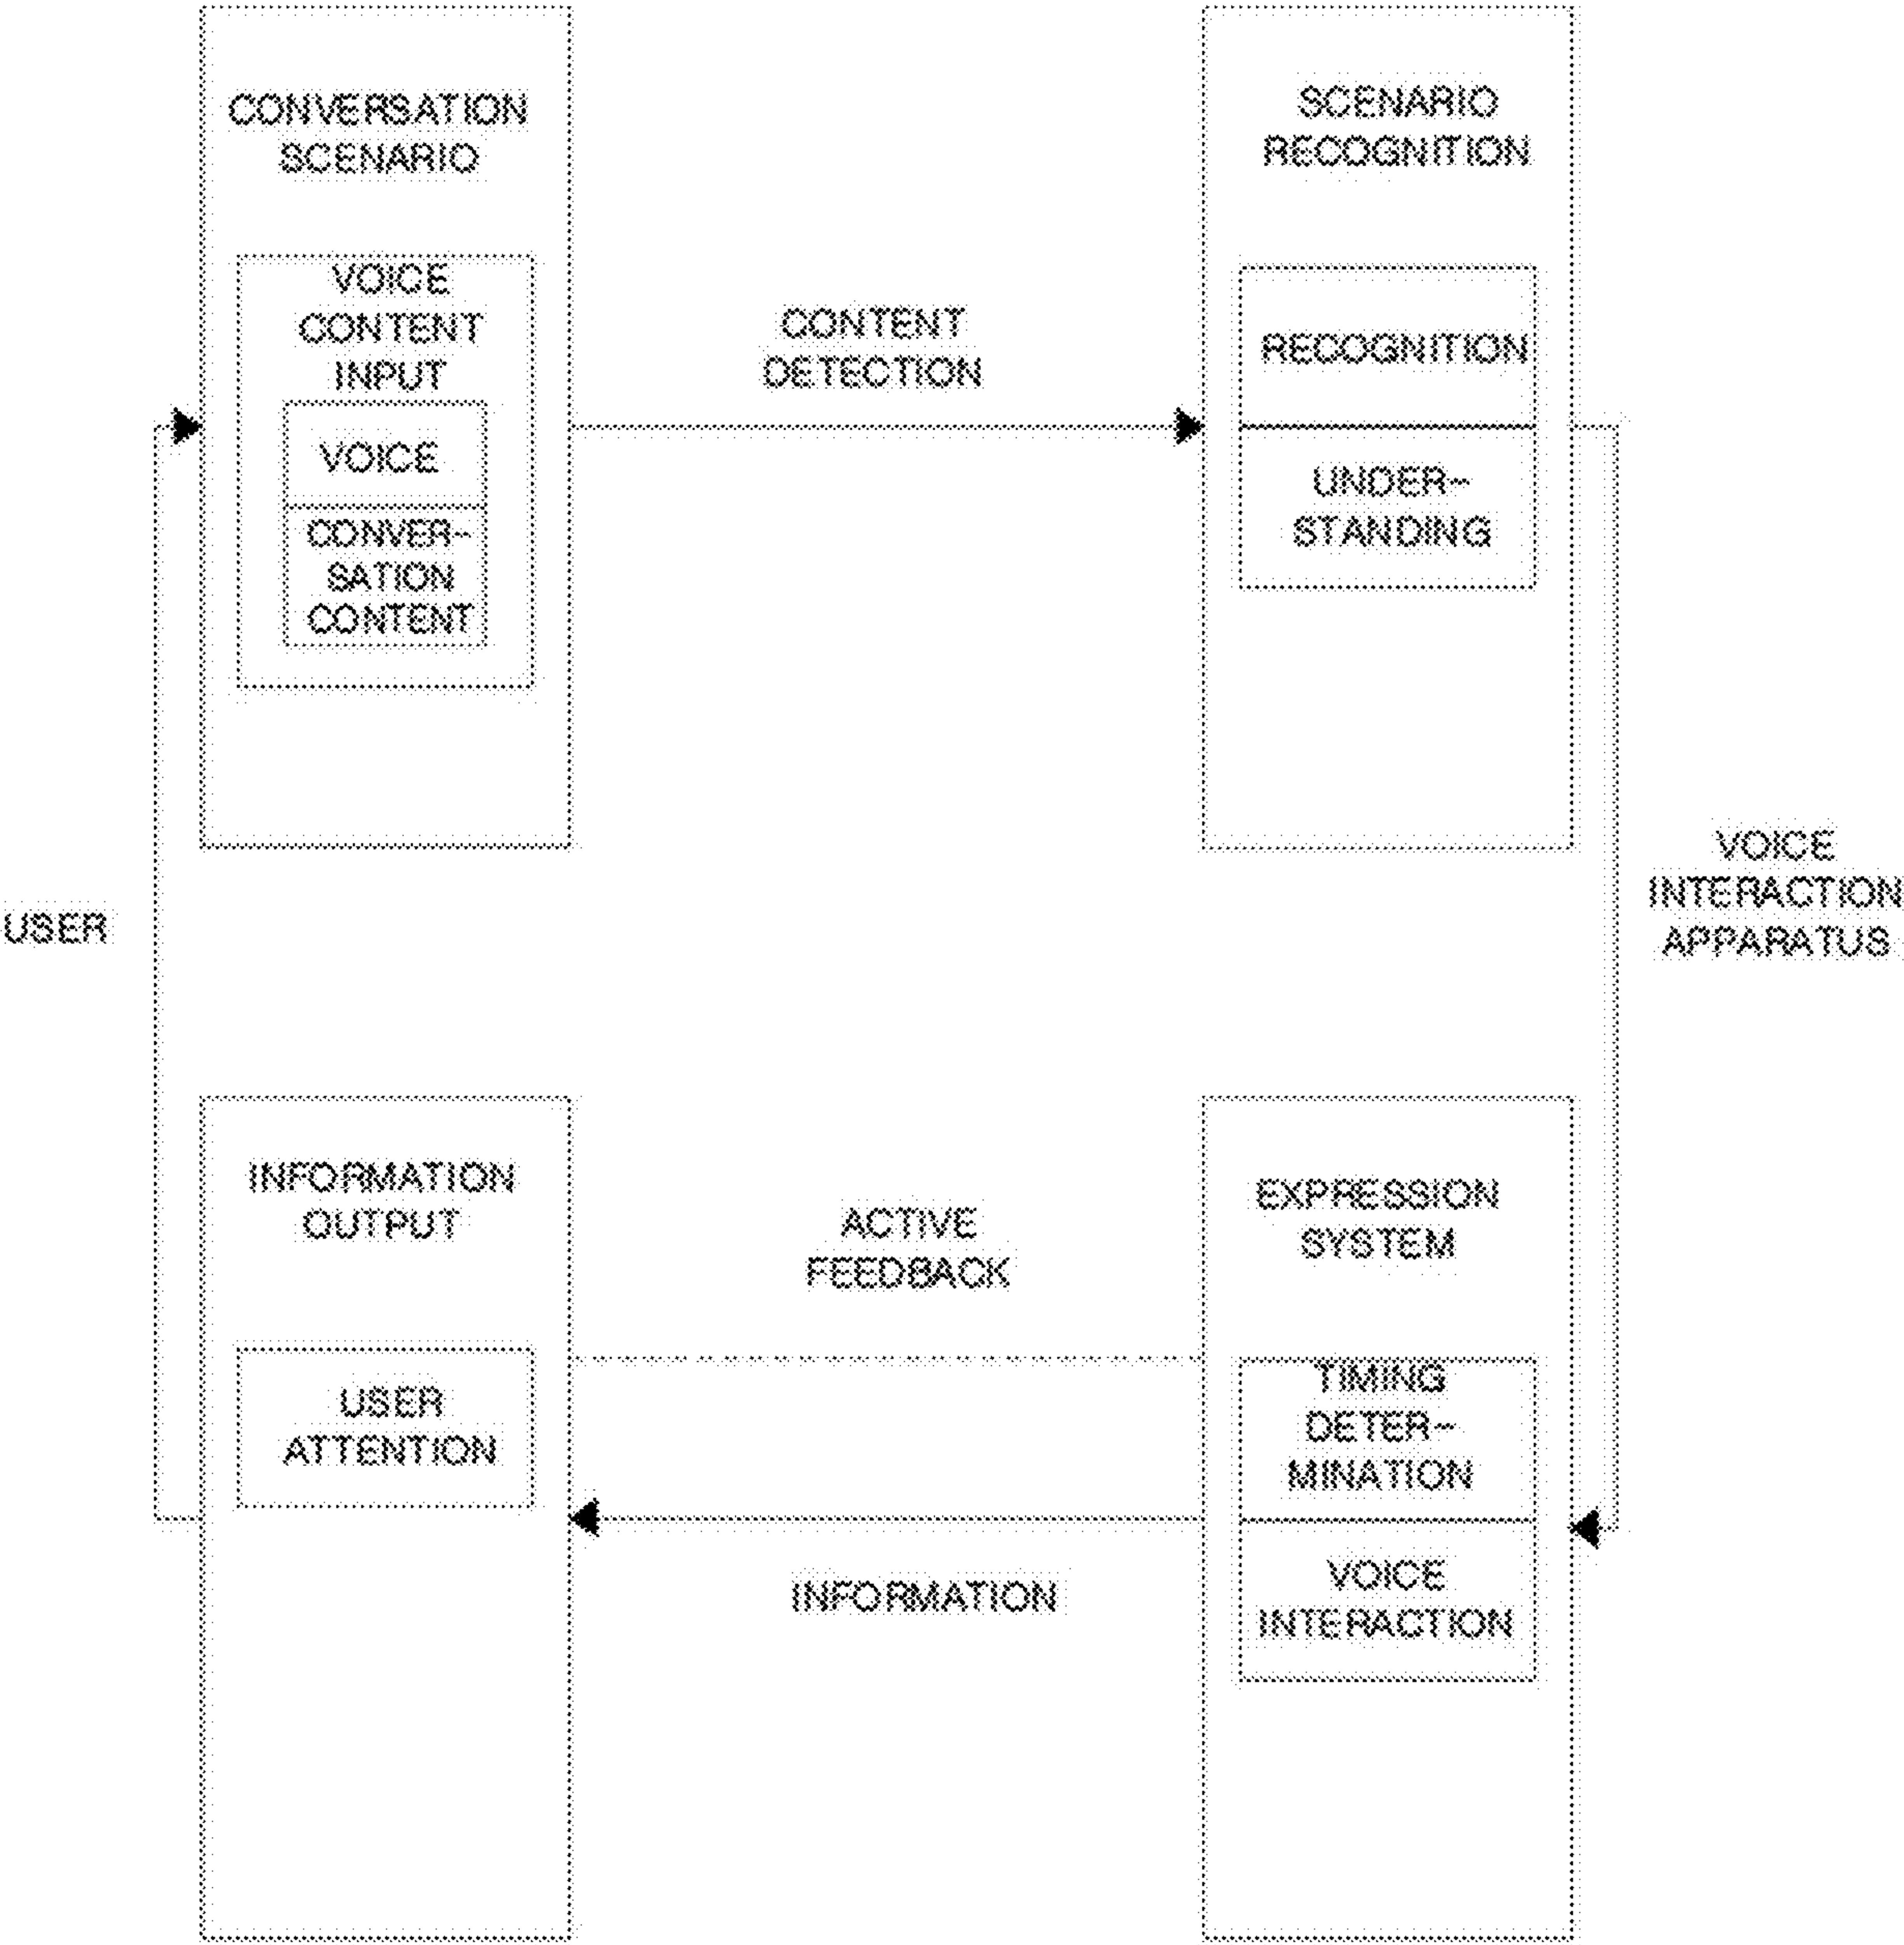 CONVERSATION
SCENARIO
VOICE
CONTENT
INPUT
VOICE
CONVER-
SATION
CONTENT
CONTENT
DETECTION
SCENARIO
RECOGNITION
RECOGNITION
UNDER-
STANDING
USER
VOICE
INTERACTION
APPARATUS
INFORMATION
OUTPUT
USER
ATTENTION
ACTIVE
FEEDBACK
INFORMATION
EXPRESSION
SYSTEM
TIMING
DETER-
MINATION
VOICE
INTERACTION